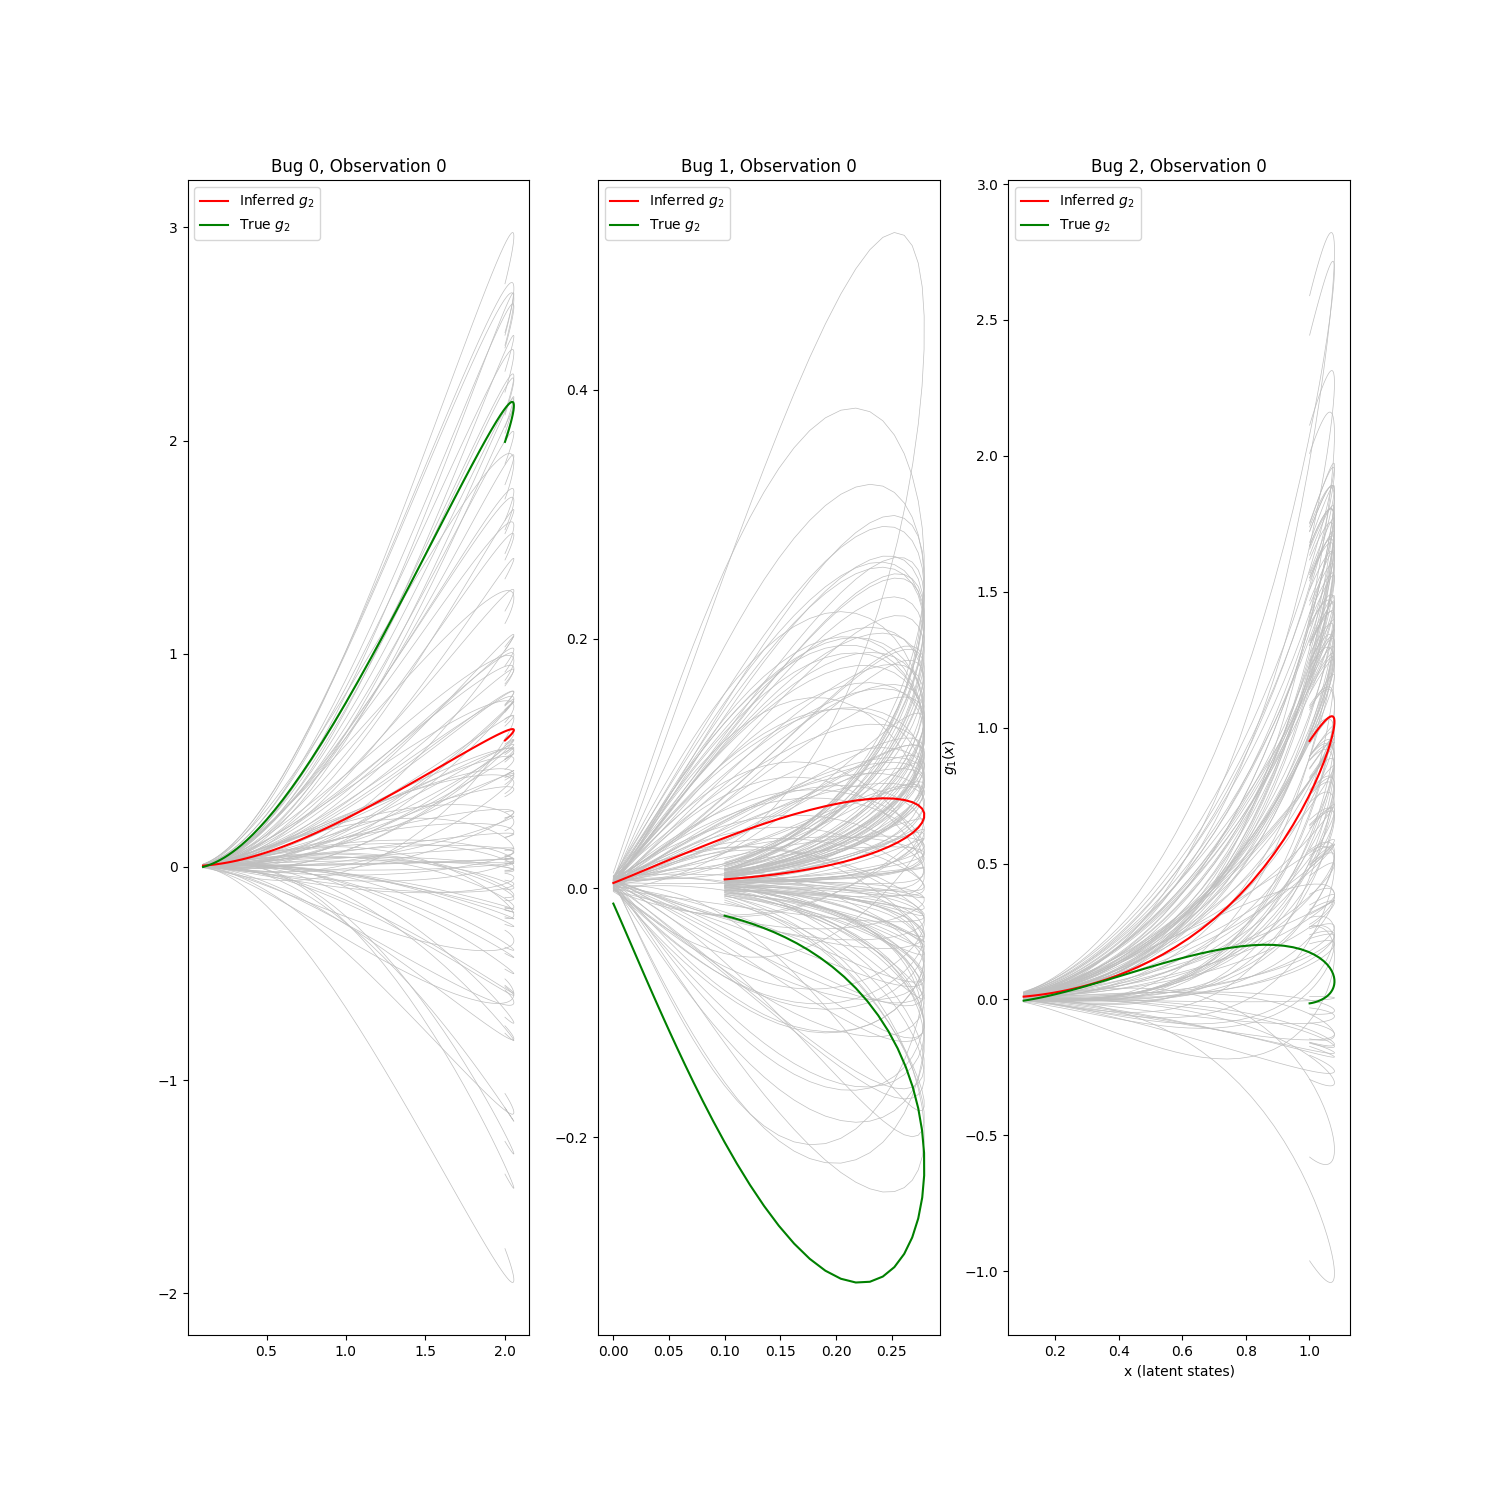 Bug 0, Observation 0
Inferred g₂
True g₂
3
2
1
0
−1
−2
0.5 1.0 1.5 2.0
Bug 1, Observation 0
Inferred g₂
True g₂
0.4
0.2
0.0
−0.2
0.00 0.05 0.10 0.15 0.20 0.25
Bug 2, Observation 0
Inferred g₂
True g₂
g₁(x)
3.0
2.5
2.0
1.5
1.0
0.5
0.0
−0.5
−1.0
0.2 0.4 0.6 0.8 1.0
x (latent states)